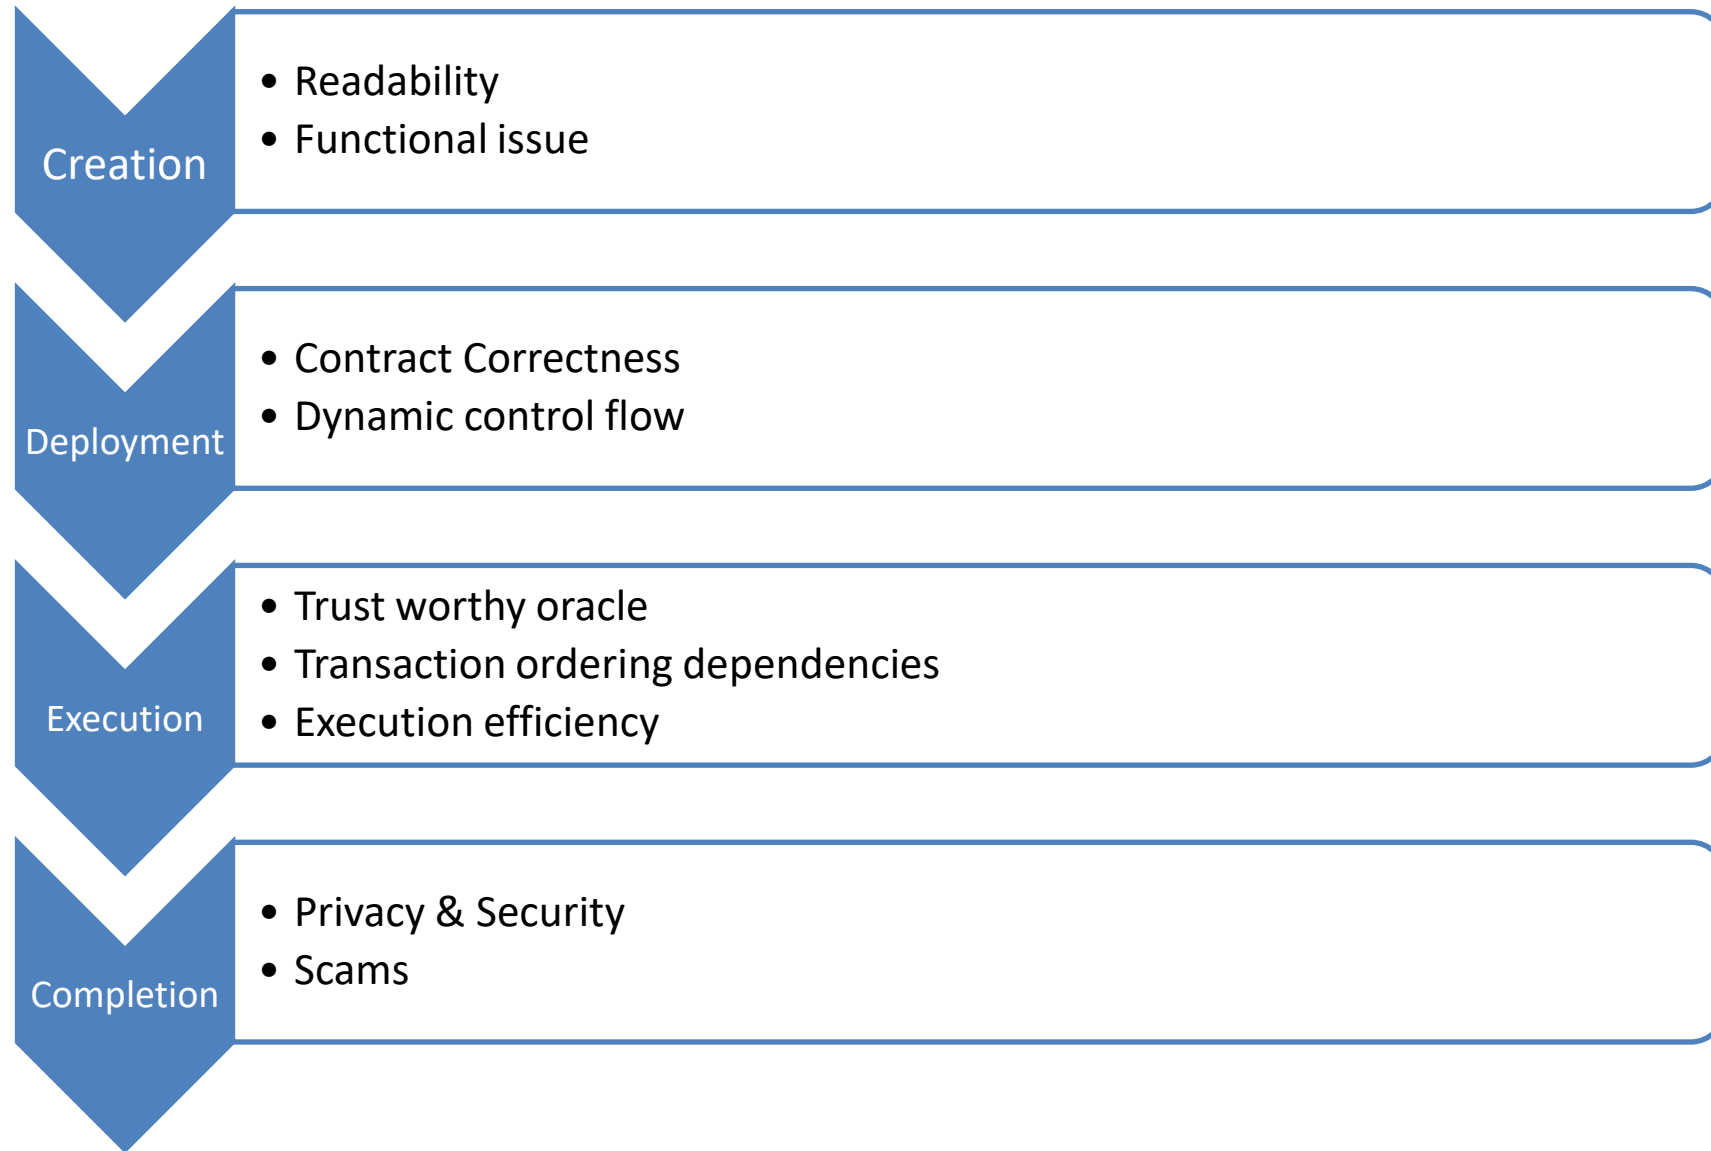 Creation
• Readability
• Functional issue
Deployment
• Contract Correctness
• Dynamic control flow
Execution
• Trust worthy oracle
• Transaction ordering dependencies
• Execution efficiency
Completion
• Privacy & Security
• Scams